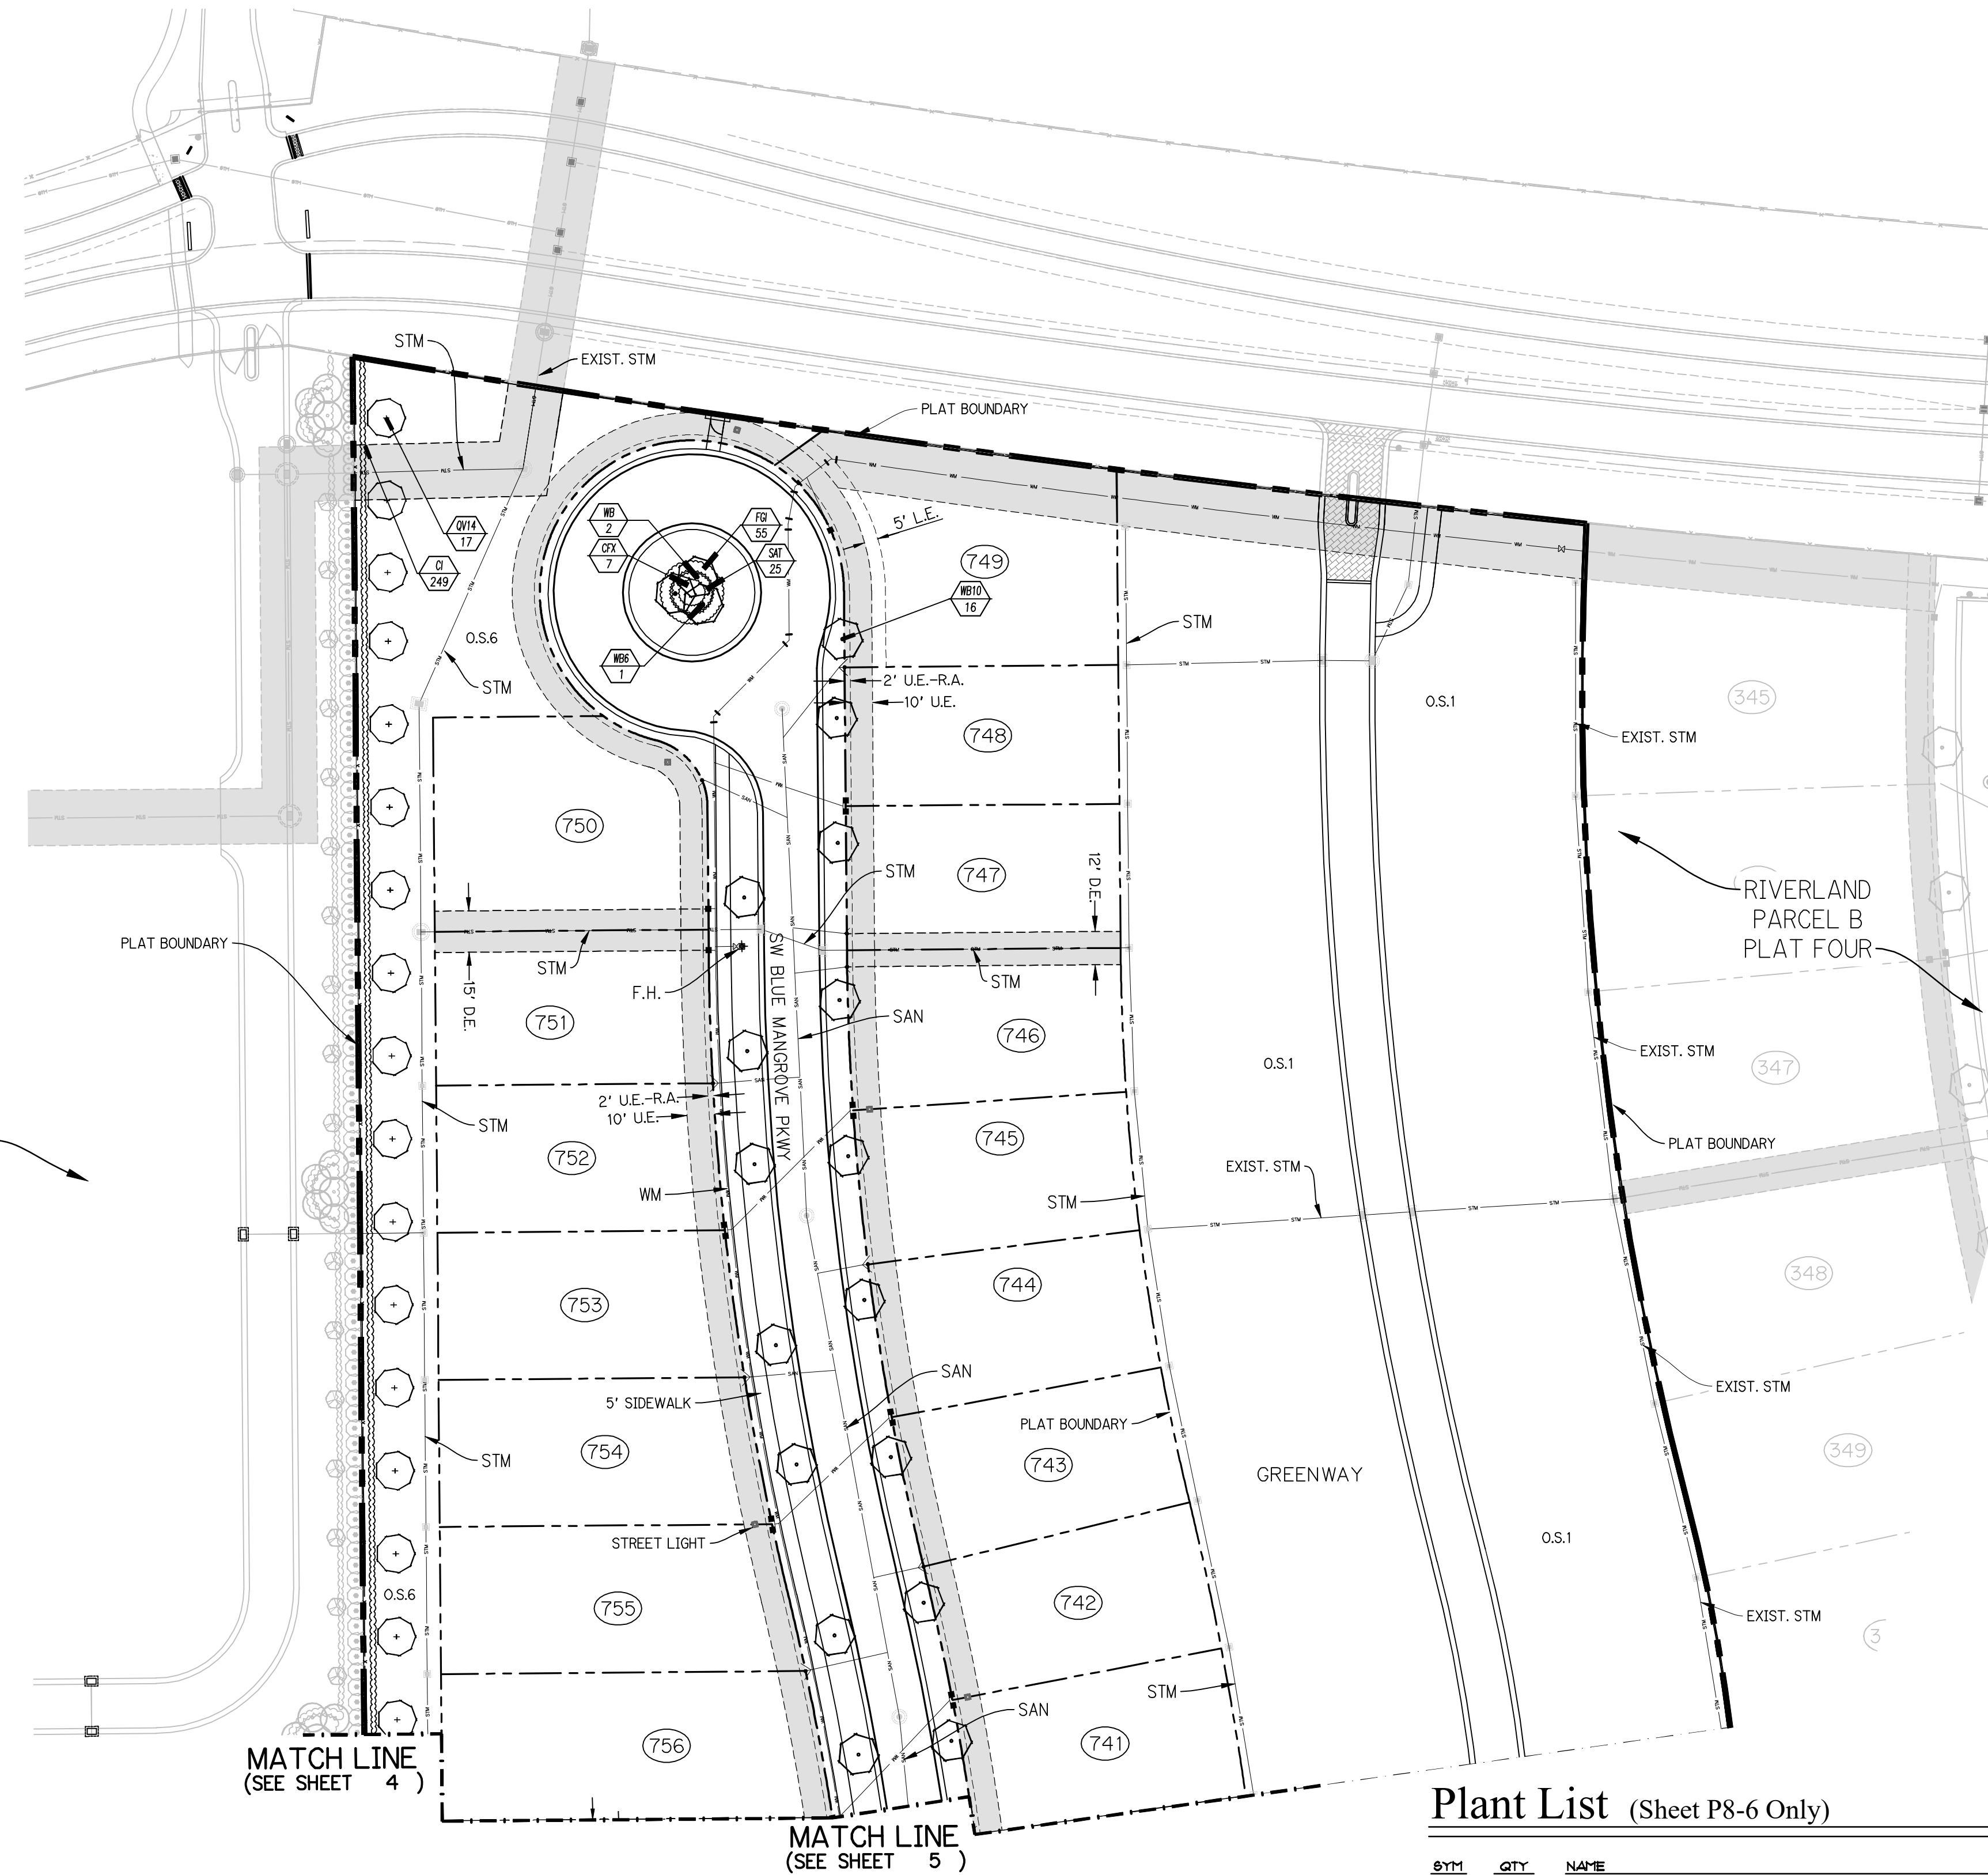 STM
EXIST. STM
PLAT BOUNDARY
QV14
17
CI
249
WB
2
CFX
7
FGI
55
SAT
25
WB6
1
WB10
16
5' L.E.
749
STM
O.S.6
STM
2' U.E.-R.A.
10' U.E.
O.S.1
345
EXIST. STM
748
750
747
STM
12' D.E.
RIVERLAND
PARCEL B
PLAT FOUR
PLAT BOUNDARY
STM
F.H.
15' D.E.
STM
SW BLUE MANGROVE PKWY
751
SAN
746
O.S.1
EXIST. STM
347
2' U.E.-R.A.
10' U.E.
STM
752
745
PLAT BOUNDARY
WM
STM
EXIST. STM
753
744
348
5' SIDEWALK
SAN
EXIST. STM
754
STM
PLAT BOUNDARY
743
GREENWAY
349
STREET LIGHT
O.S.1
O.S.6
755
742
EXIST. STM
3
STM
SAN
756
741
MATCH LINE
(SEE SHEET 4 )
MATCH LINE
(SEE SHEET 5 )
Plant List (Sheet P8-6 Only)
SYM QTY NAME